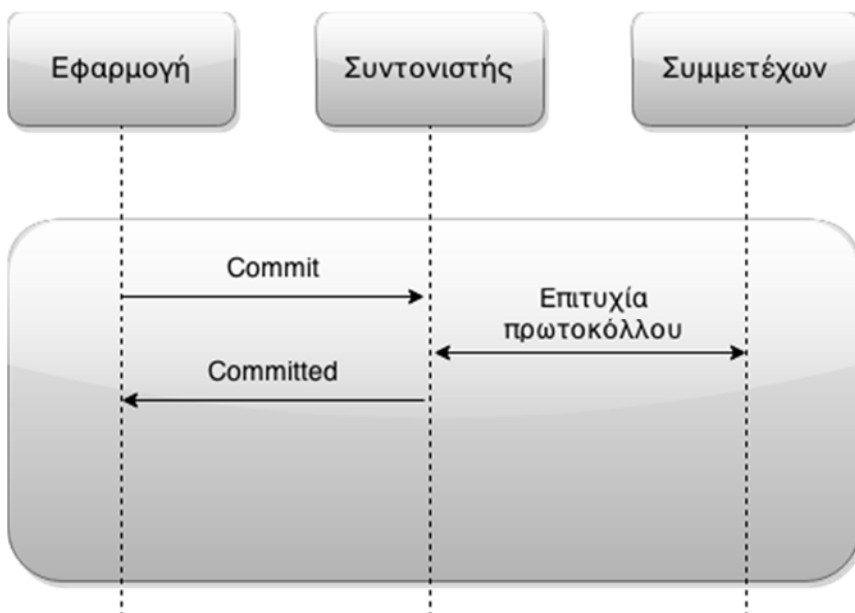 Εφαρμογή
Συντονιστής
Συμμετέχων
Commit
Επιτυχία
πρωτοκόλλου
Committed